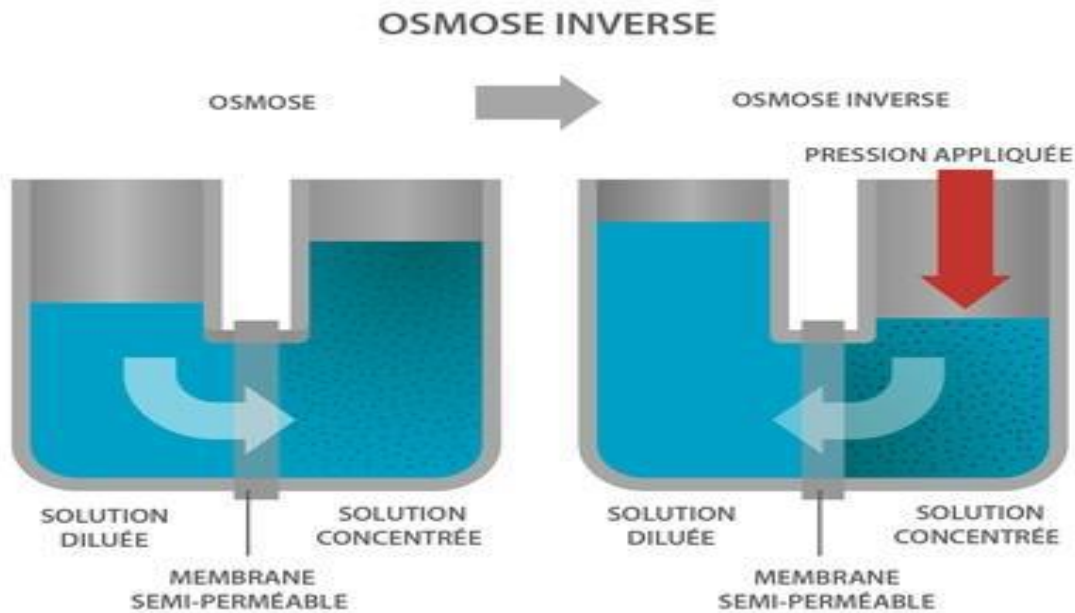 OSMOSE INVERSE
OSMOSE
OSMOSE INVERSE
PRESSION APPLIQUÉE
SOLUTION
DILUÉE
SOLUTION
CONCENTRÉE
MEMBRANE
SEMI-PERMÉABLE
SOLUTION
DILUÉE
SOLUTION
CONCENTRÉE
MEMBRANE
SEMI-PERMÉABLE